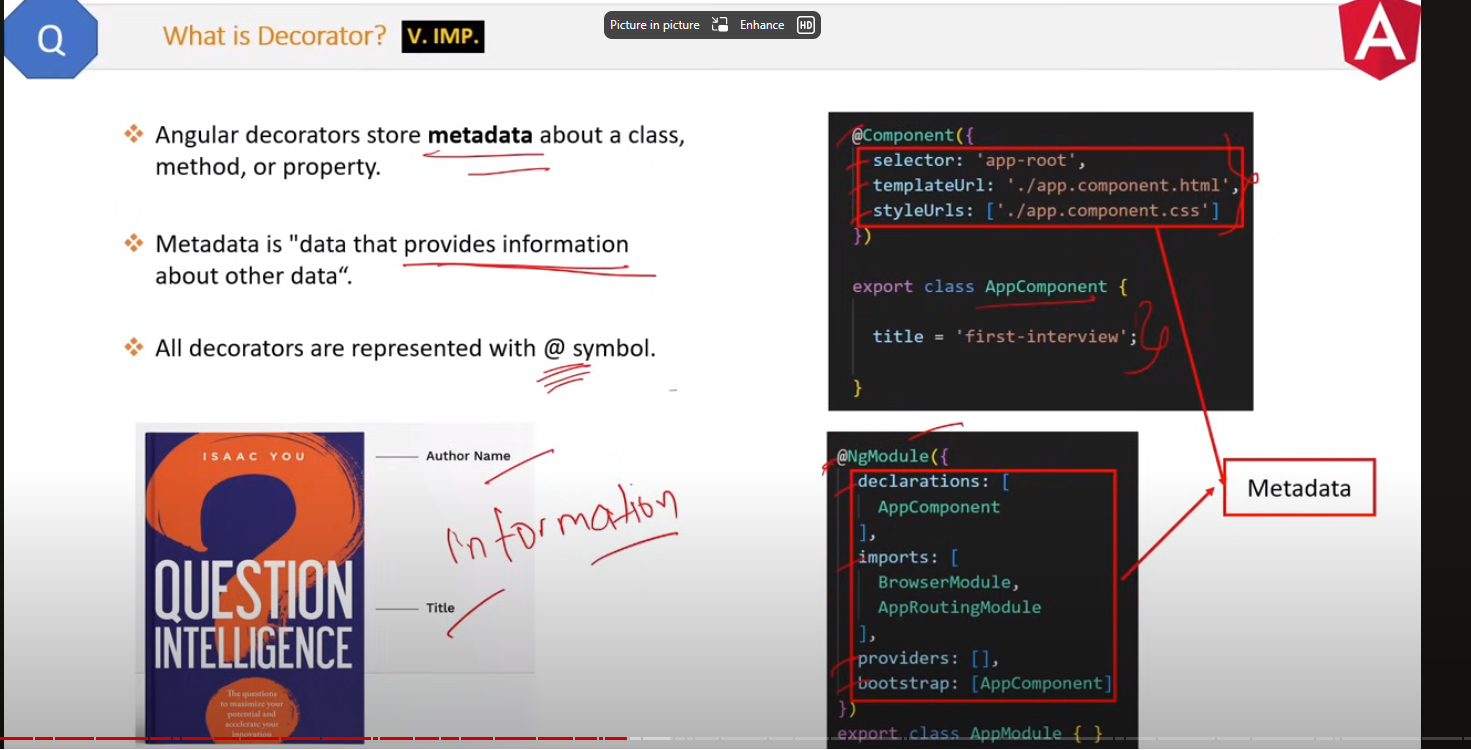 Q
What is Decorator?
V. IMP.
Picture in picture
Enhance
HD
A
Angular decorators store metadata about a class,
method, or property.
Metadata is "data that provides information
about other data“.
All decorators are represented with @ symbol.
ISAAC YOU
QUESTION
INTELLIGENCE
The questions
to maximize your
potential and
accelerate your
innovation
Author Name
information
Title
@Component({
selector: 'app-root',
templateUrl: './app.component.html',
styleUrls: ['./app.component.css']
})
export class AppComponent {
title = 'first-interview';
}
@NgModule({
declarations: [
AppComponent
],
imports: [
BrowserModule,
AppRoutingModule
],
providers: [],
bootstrap: [AppComponent]
})
export class AppModule { }
Metadata